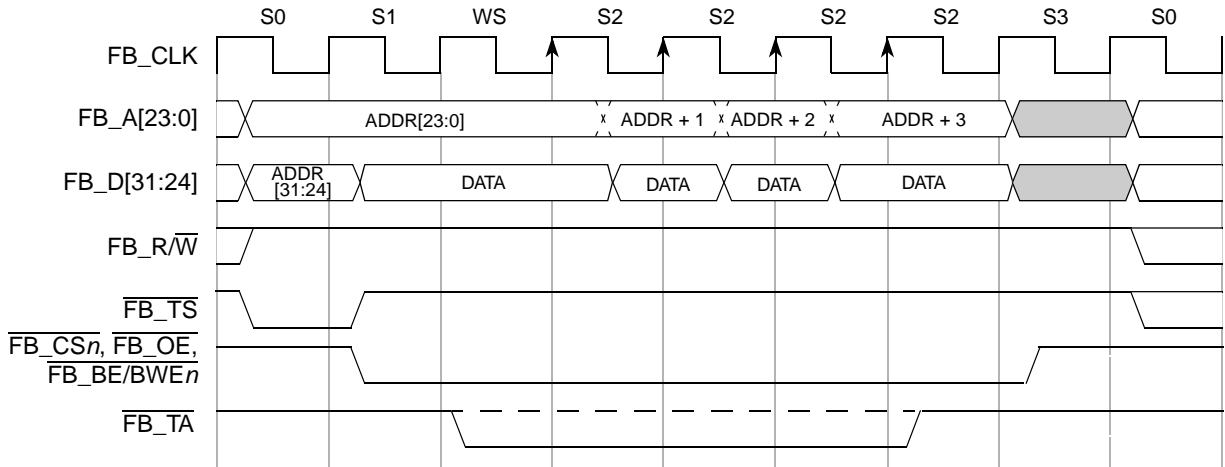 S0 S1 WS S2 S2 S2 S2 S3 S0
FB_CLK
FB_A[23:0] ADDR[23:0] ADDR + 1 ADDR + 2 ADDR + 3
FB_D[31:24] ADDR [31:24] DATA DATA DATA DATA
FB_R/W
FB_TS
FB_CSn, FB_OE,
FB_BE/BWEn
FB_TA